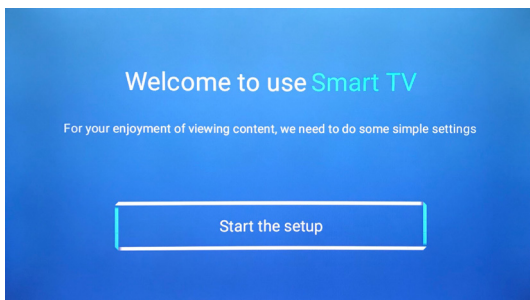 Welcome to use Smart TV
For your enjoyment of viewing content, we need to do some simple settings
Start the setup